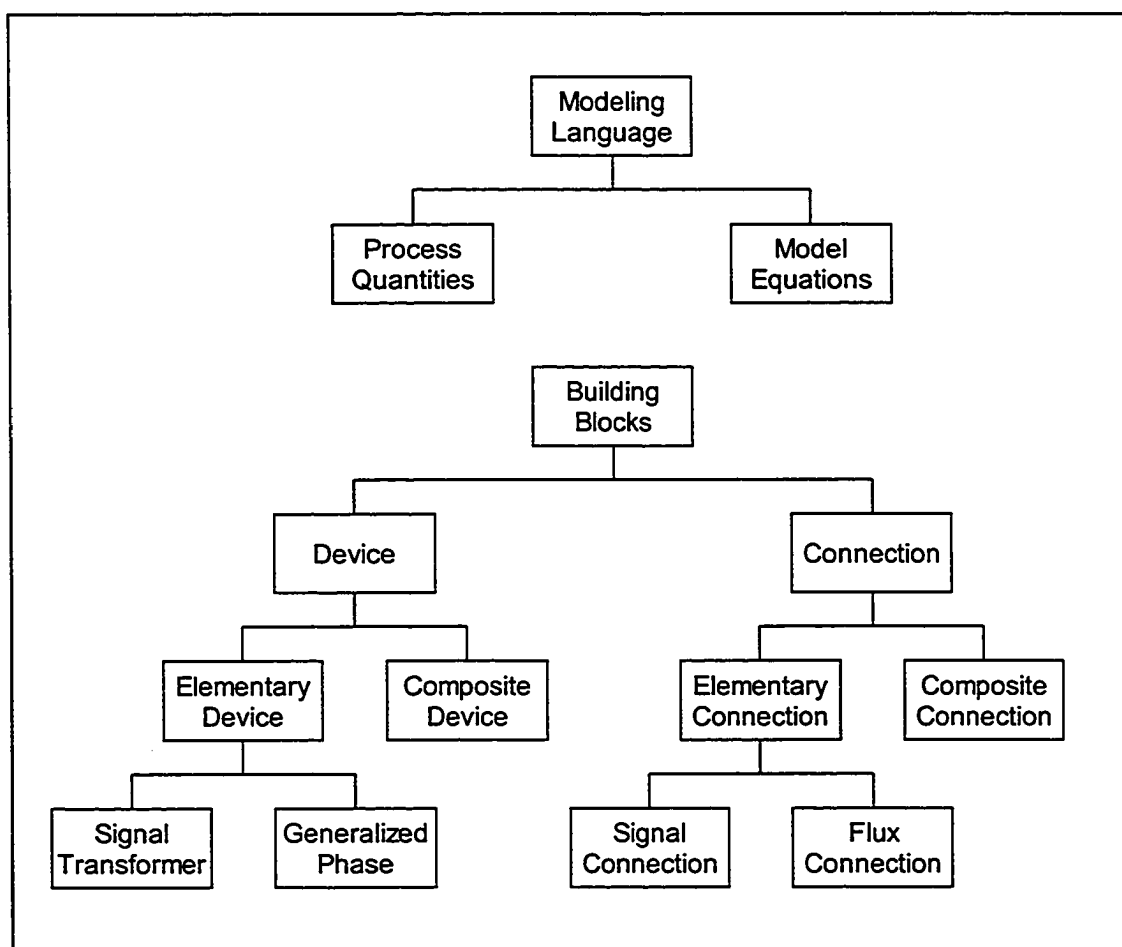 Modeling
Language
Process
Quantities
Model
Equations
Building
Blocks
Device
Connection
Elementary
Device
Composite
Device
Elementary
Connection
Composite
Connection
Signal
Transformer
Generalized
Phase
Signal
Connection
Flux
Connection